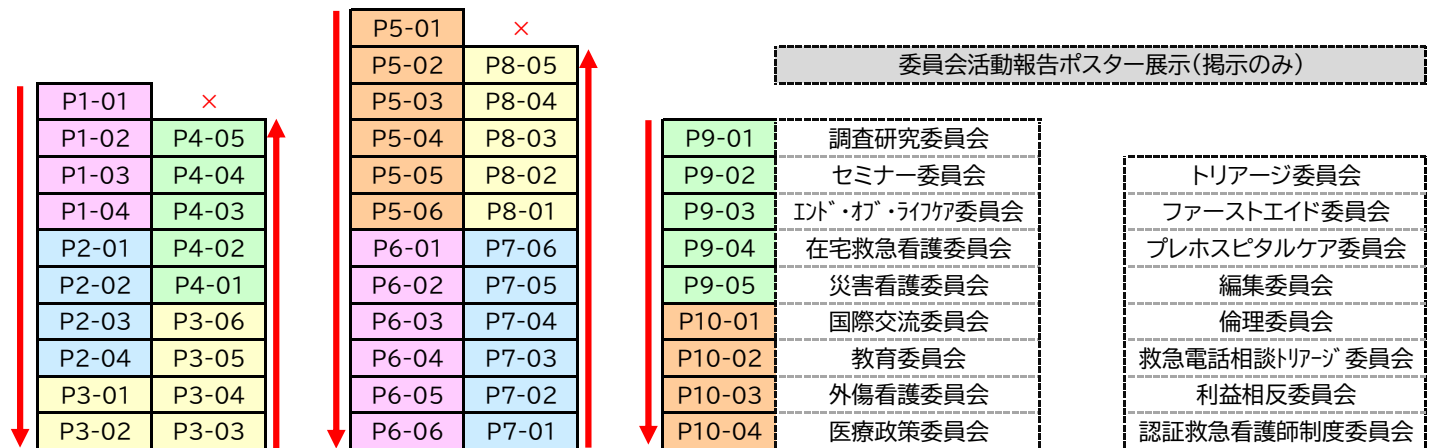 P5-01 ×
P5-02 P8-05 委員会活動報告ポスター展示(掲示のみ)
P1-01 × P5-03 P8-04
P1-02 P4-05 P5-04 P8-03 P9-01 調査研究委員会
P1-03 P4-04 P5-05 P8-02 P9-02 セミナー委員会 トリアージ委員会
P1-04 P4-03 P5-06 P8-01 P9-03 ｴﾝﾄﾞ・ｵﾌﾞ・ﾗｲﾌｹｱ委員会 ファーストエイド委員会
P2-01 P4-02 P6-01 P7-06 P9-04 在宅救急看護委員会 プレホスピタルケア委員会
P2-02 P4-01 P6-02 P7-05 P9-05 災害看護委員会 編集委員会
P2-03 P3-06 P6-03 P7-04 P10-01 国際交流委員会 倫理委員会
P2-04 P3-05 P6-04 P7-03 P10-02 教育委員会 救急電話相談ﾄﾘｱｰｼﾞ委員会
P3-01 P3-04 P6-05 P7-02 P10-03 外傷看護委員会 利益相反委員会
P3-02 P3-03 P6-06 P7-01 P10-04 医療政策委員会 認証救急看護師制度委員会